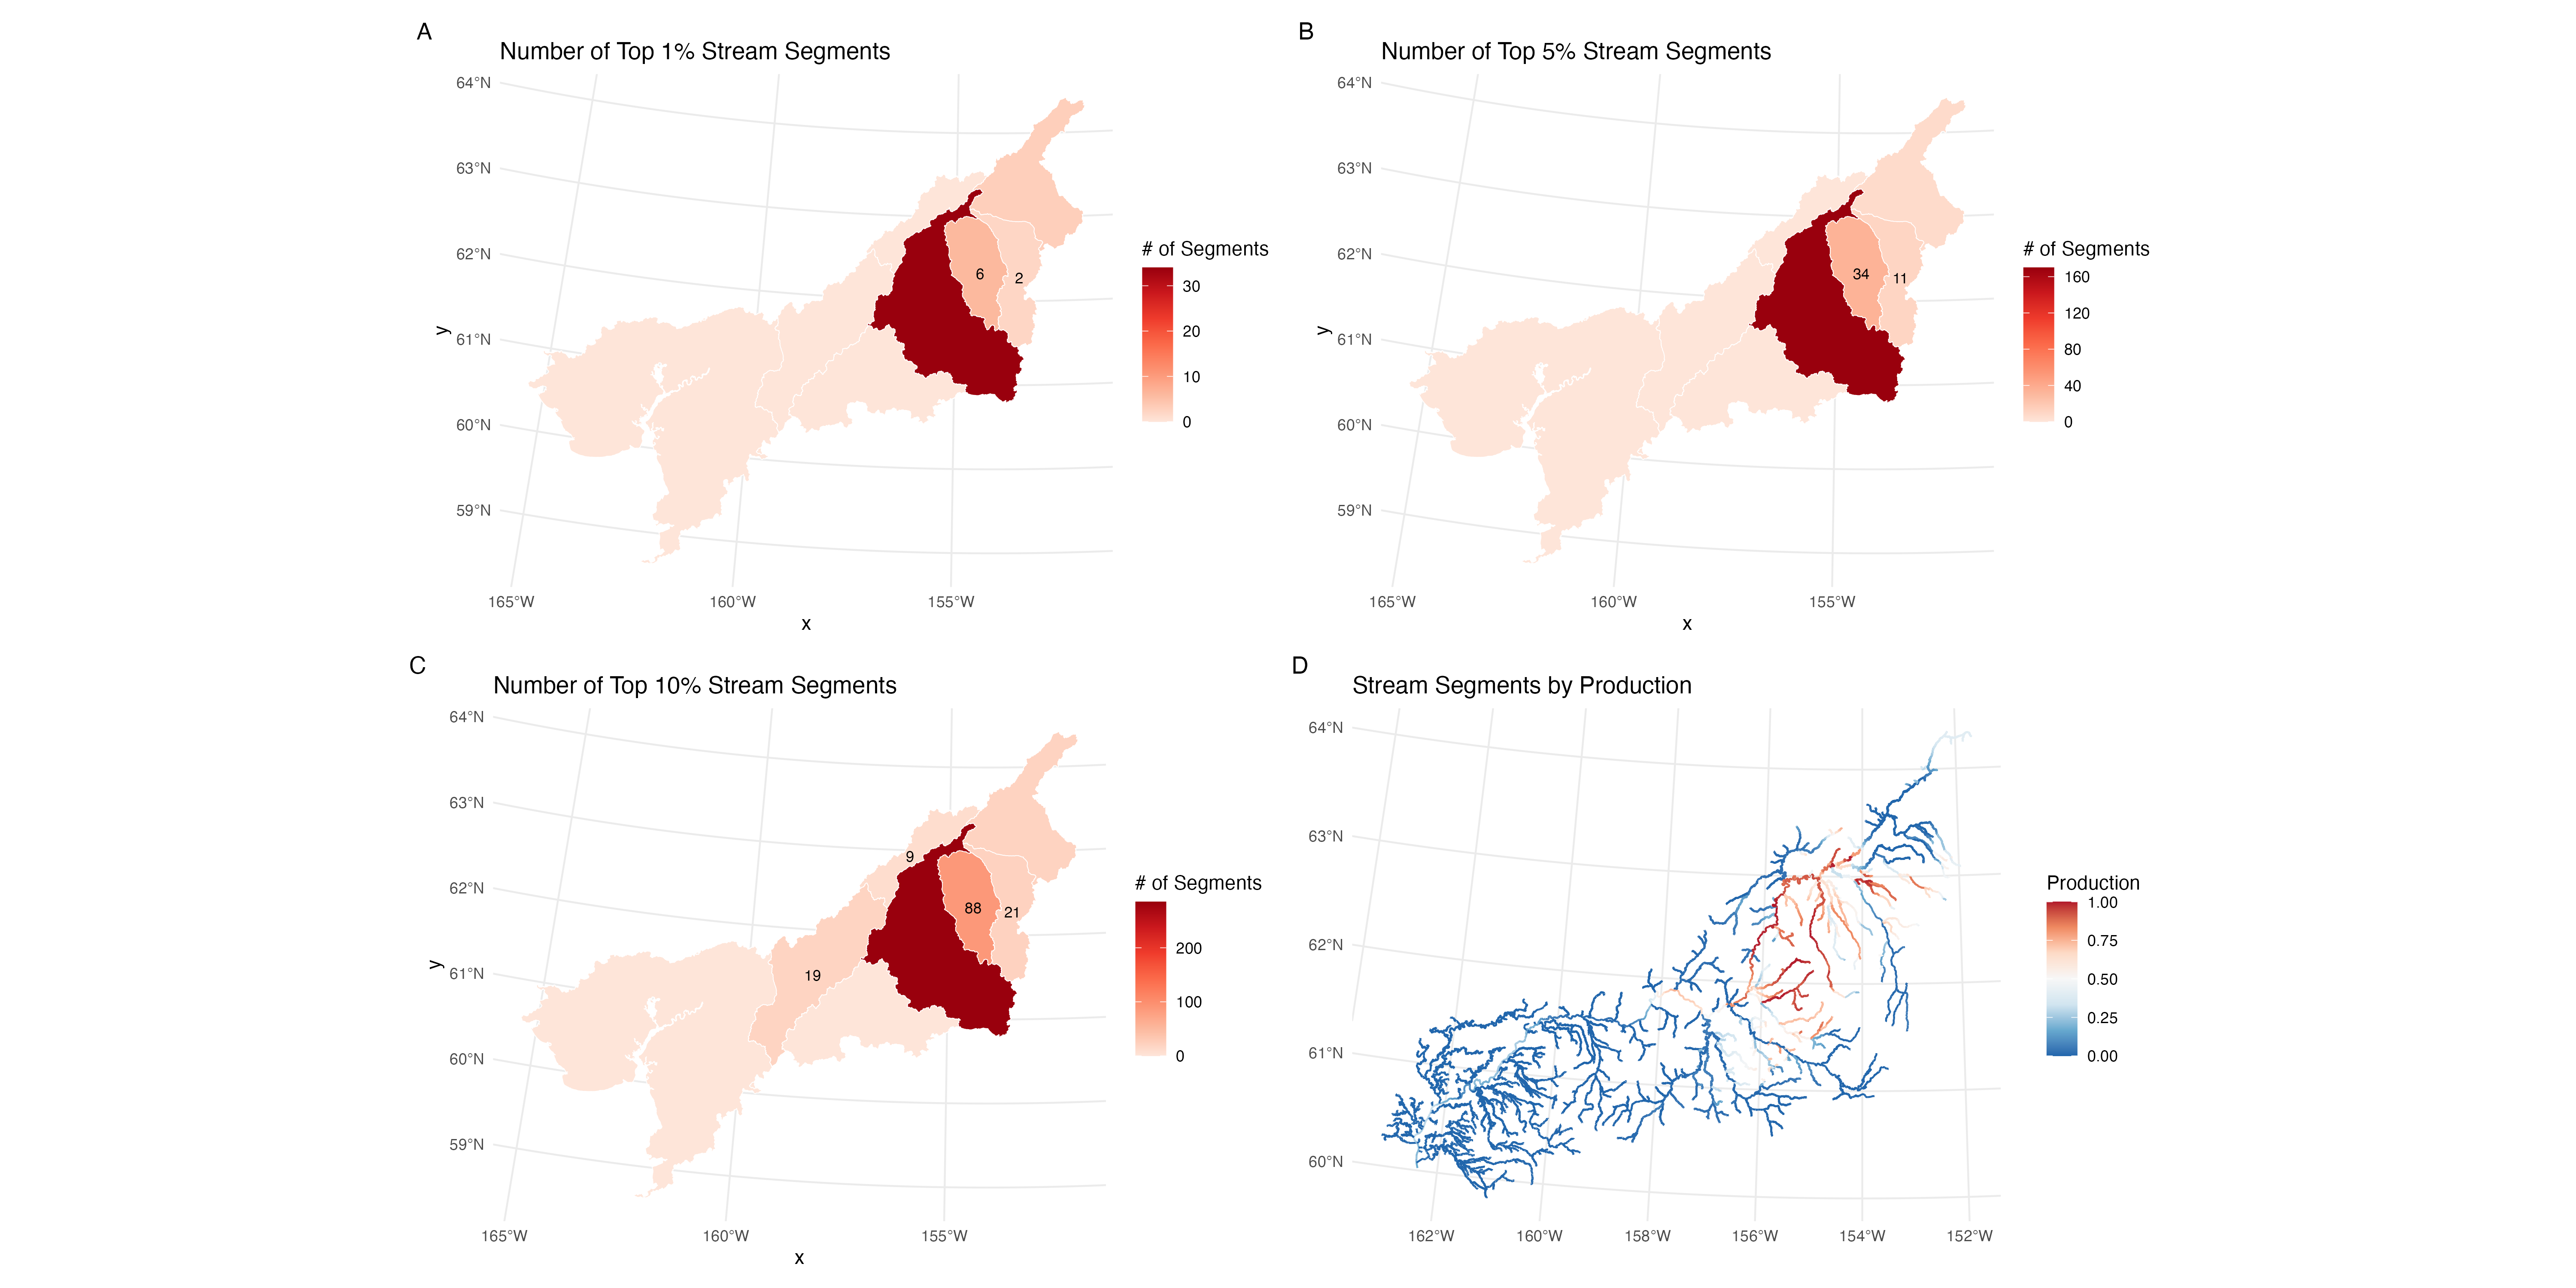 A
Number of Top 1% Stream Segments
64°N
63°N
62°N
61°N
60°N
59°N
y
6
2
165°W
160°W
155°W
x
# of Segments
30
20
10
0
B
Number of Top 5% Stream Segments
64°N
63°N
62°N
61°N
60°N
59°N
y
34
11
165°W
160°W
155°W
x
# of Segments
160
120
80
40
0
C
Number of Top 10% Stream Segments
64°N
63°N
62°N
61°N
60°N
59°N
y
9
88
21
19
165°W
160°W
155°W
x
# of Segments
200
100
0
D
Stream Segments by Production
64°N
63°N
62°N
61°N
60°N
162°W
160°W
158°W
156°W
154°W
152°W
Production
1.00
0.75
0.50
0.25
0.00